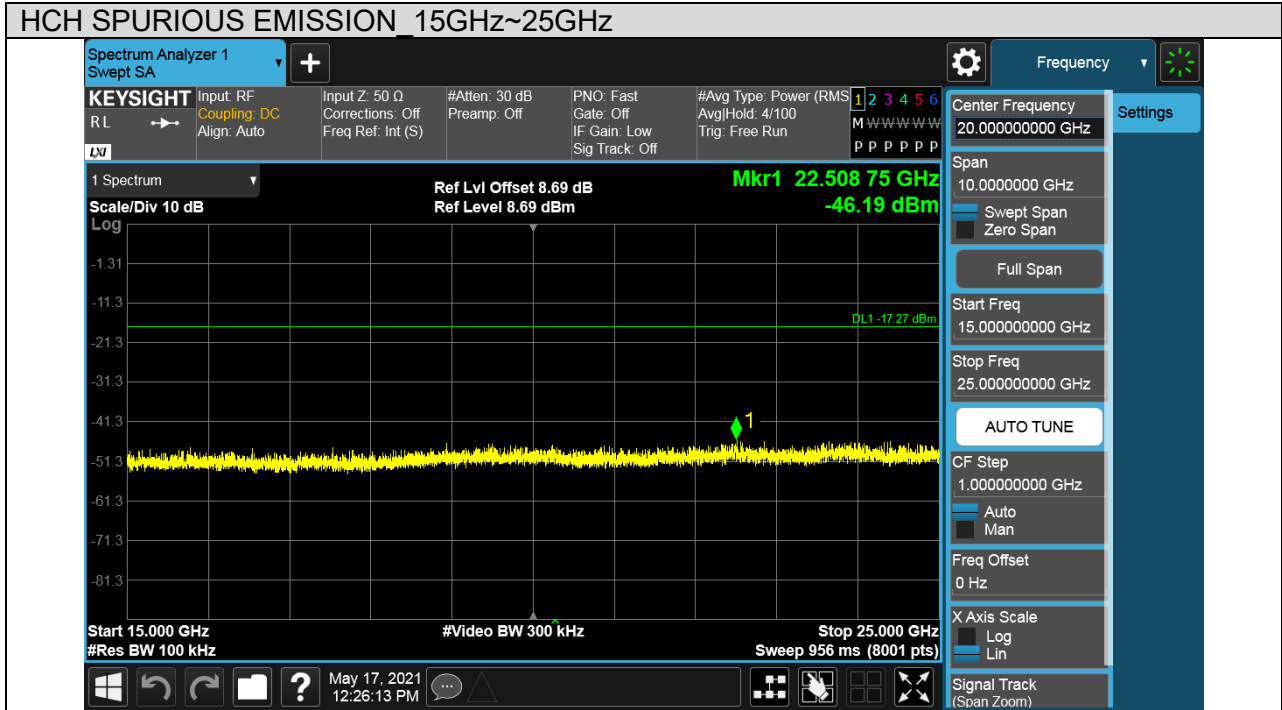 HCH SPURIOUS EMISSION_15GHz~25GHz
Spectrum Analyzer 1
Swept SA
+
Frequency
KEYSIGHT
RL
LXI
Input: RF
Coupling: DC
Align: Auto
Input Z: 50 Ω
Corrections: Off
Freq Ref: Int (S)
#Atten: 30 dB
Preamp: Off
PNO: Fast
Gate: Off
IF Gain: Low
Sig Track: Off
#Avg Type: Power (RMS
Avg|Hold: 4/100
Trig: Free Run
1 2 3 4 5 6
M W W W W W
P P P P P P
1 Spectrum
Scale/Div 10 dB
Ref Lvl Offset 8.69 dB
Ref Level 8.69 dBm
Mkr1 22.508 75 GHz
-46.19 dBm
Log
-1.31
-11.3
DL1 -17.27 dBm
-21.3
-31.3
-41.3
1
-51.3
-61.3
-71.3
-81.3
Start 15.000 GHz
#Video BW 300 kHz
Stop 25.000 GHz
#Res BW 100 kHz
Sweep 956 ms (8001 pts)
?
May 17, 2021
12:26:13 PM
Center Frequency
20.000000000 GHz
Settings
Span
10.0000000 GHz
Swept Span
Zero Span
Full Span
Start Freq
15.000000000 GHz
Stop Freq
25.000000000 GHz
AUTO TUNE
CF Step
1.000000000 GHz
Auto
Man
Freq Offset
0 Hz
X Axis Scale
Log
Lin
Signal Track
(Span Zoom)